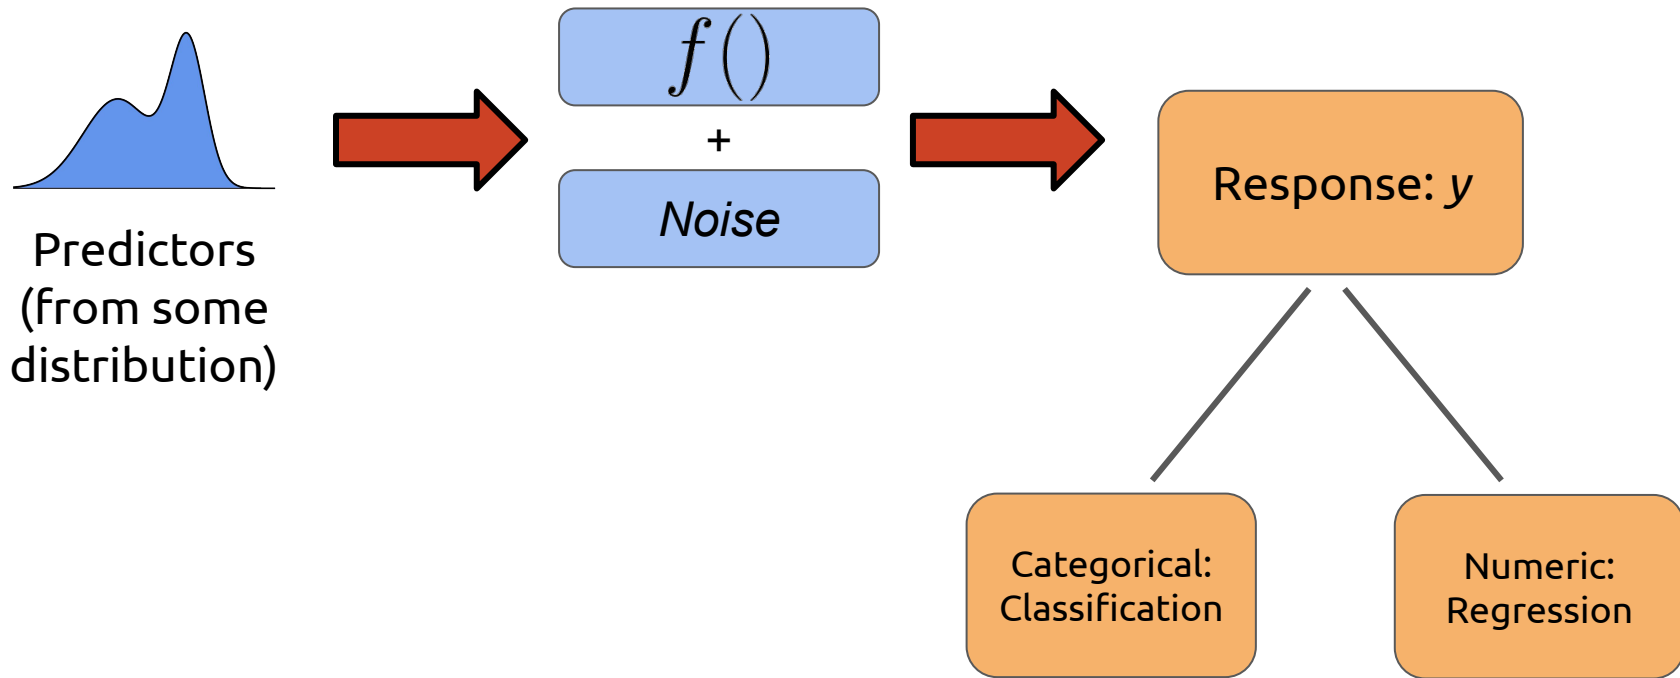 f()
+
Noise
Response: y
Predictors
(from some
distribution)
Categorical:
Classification
Numeric:
Regression